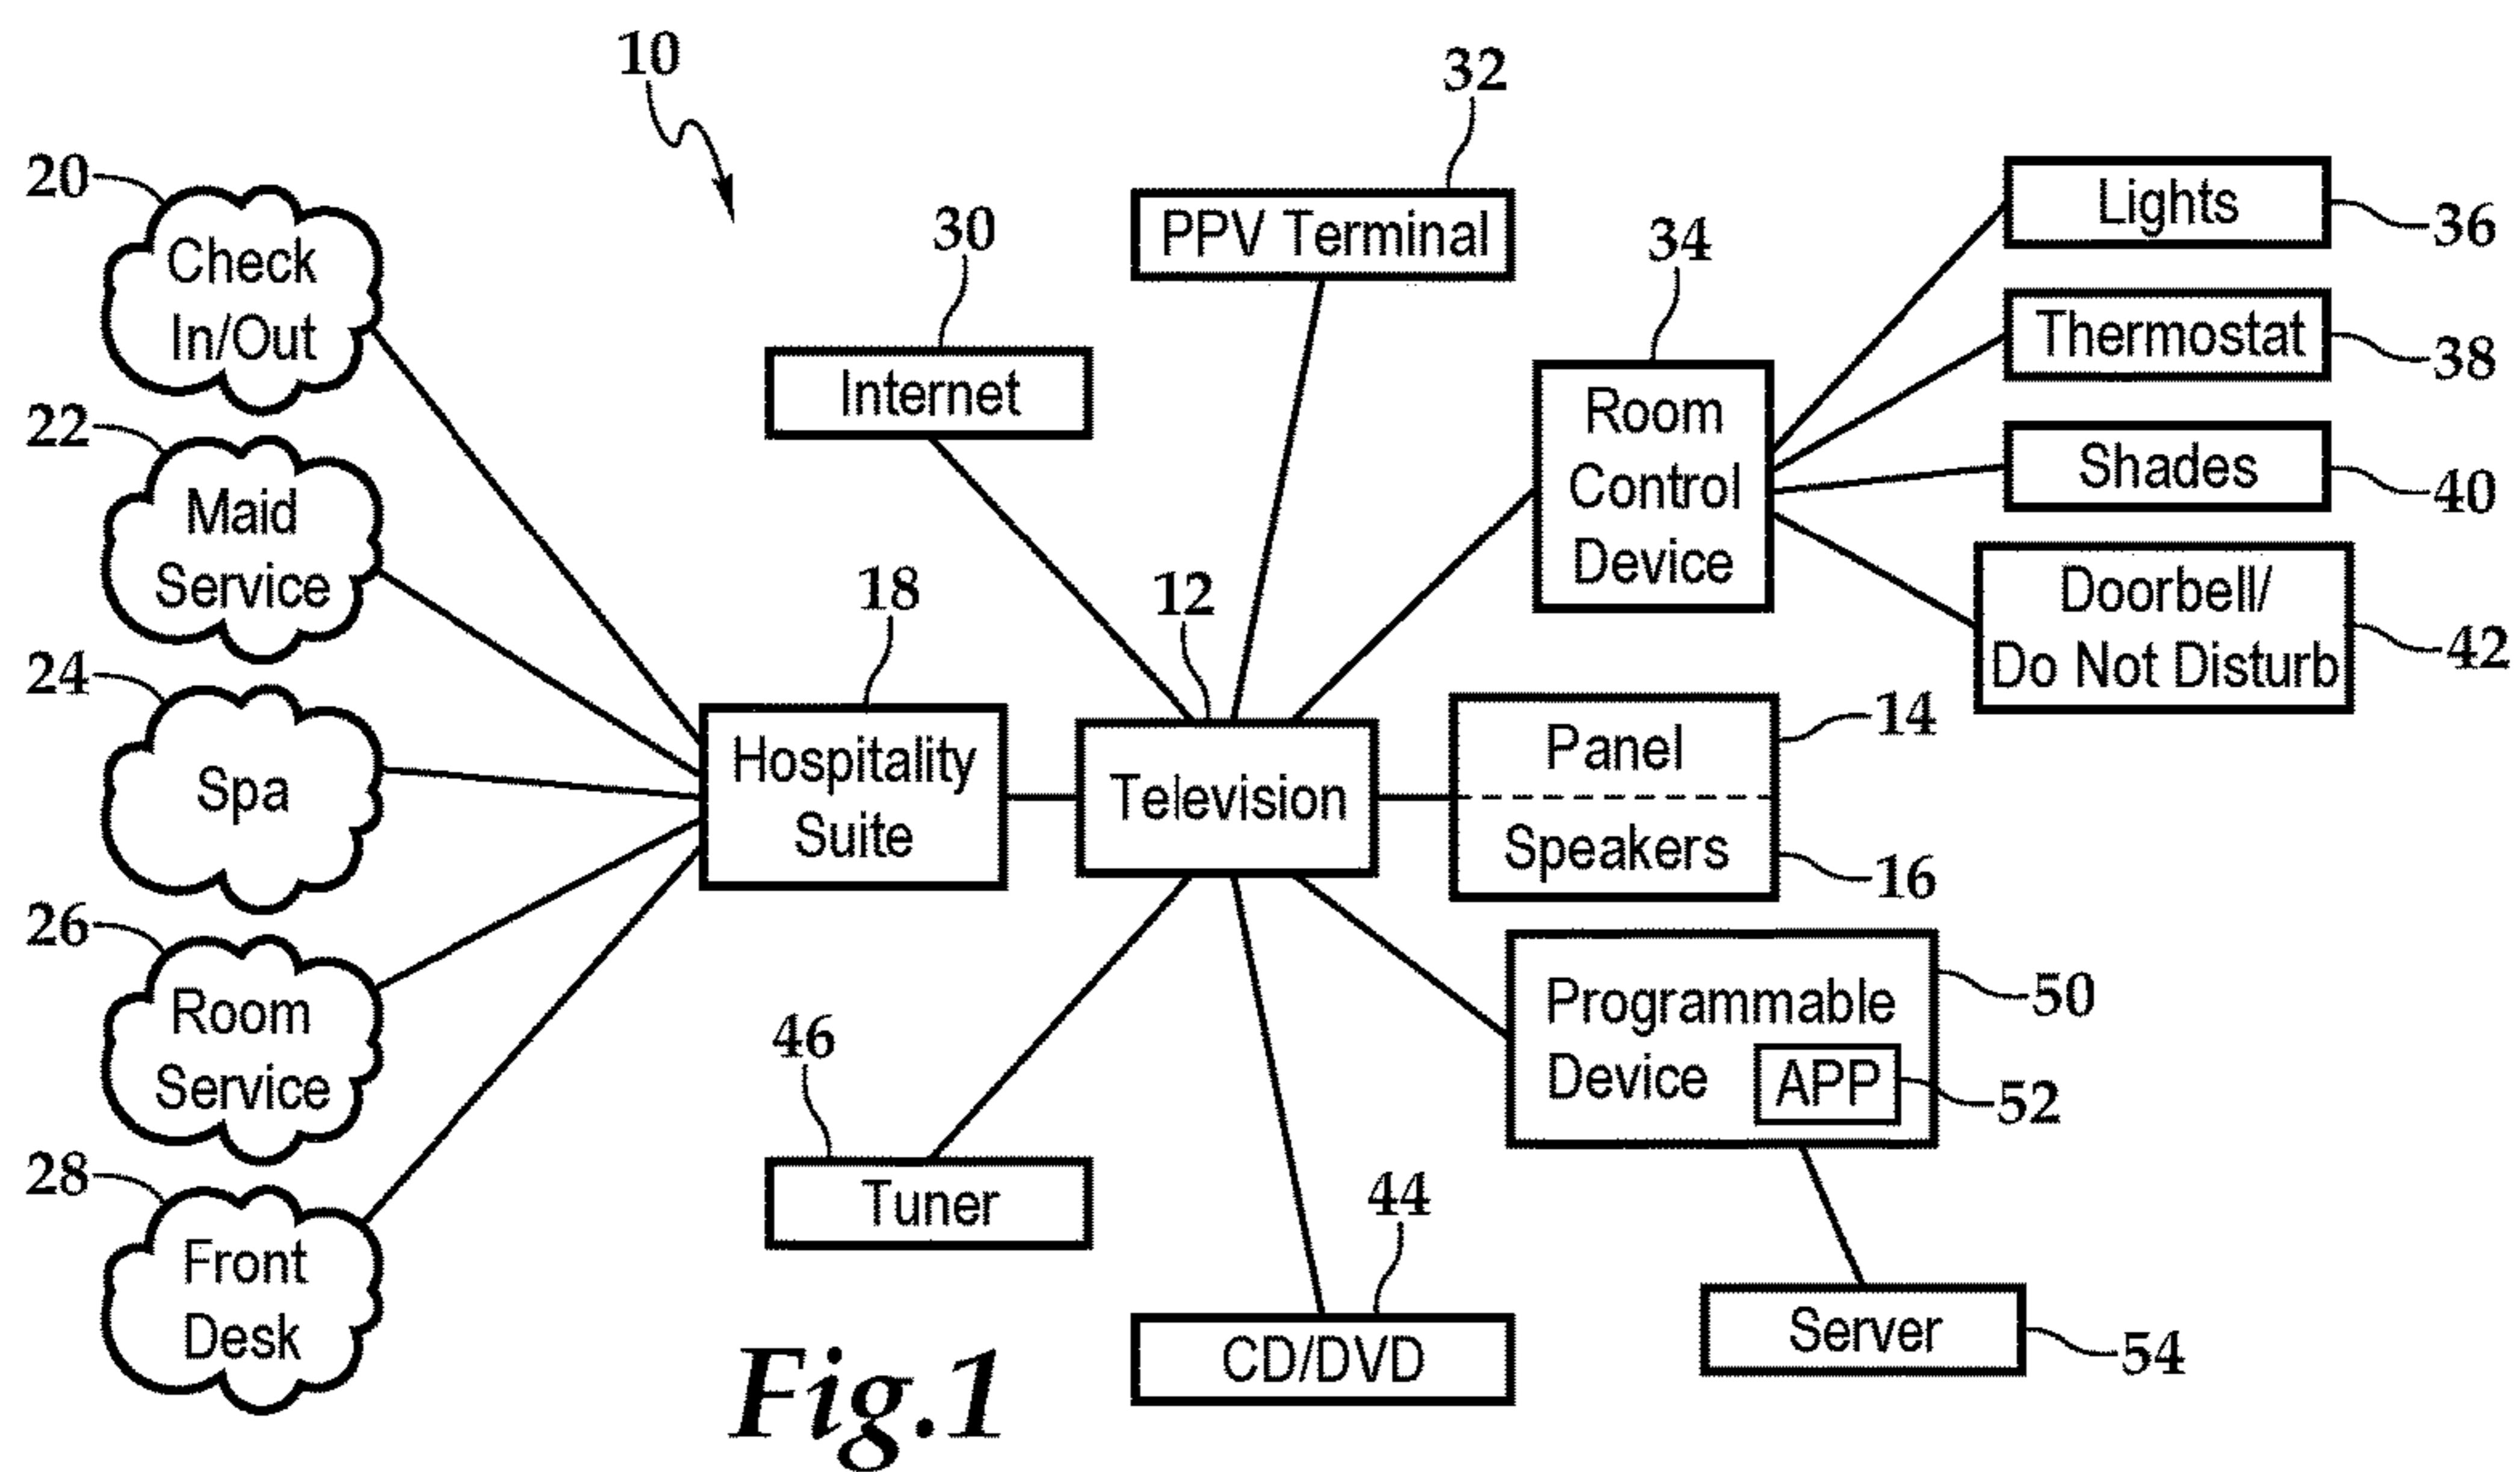 10
32
20
Check
In/Out
30
PPV Terminal
34
Lights
36
Internet
Room
Control
Device
Thermostat
38
22
Maid
Service
Shades
40
18
12
Doorbell/
Do Not Disturb
42
24
Spa
Hospitality
Suite
Television
Panel
14
Speakers
16
26
Room
Service
46
Programmable
Device
50
APP
52
28
Front
Desk
Tuner
44
CD/DVD
Server
54
Fig.1